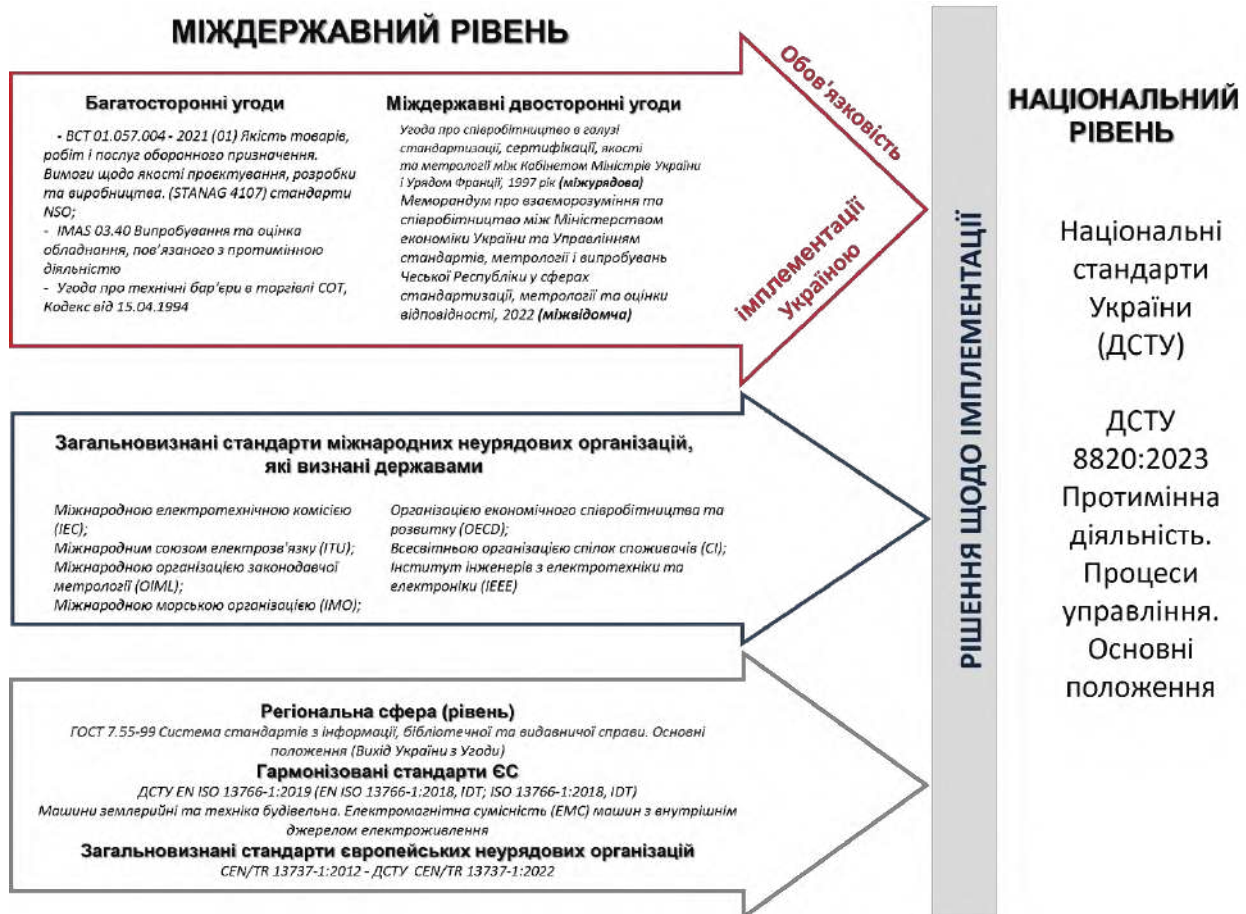 МІЖДЕРЖАВНИЙ РІВЕНЬ
Багатосторонні угоди
- ВСТ 01.057.004 - 2021 (01) Якість товарів,
робіт і послуг оборонного призначення.
Вимоги щодо якості проєктування, розробки
та виробництва. (STANAG 4107) стандарти
NSO;
- IMAS 03.40 Випробування та оцінка
обладнання, пов'язаного з протимінною
діяльністю
- Угода про технічні бар'єри в торгівлі СОТ,
Кодекс від 15.04.1994
Міждержавні двосторонні угоди
Угода про співробітництво в галузі
стандартизації, сертифікації, якості
та метрології між Кабінетом Міністрів України
і Урядом Франції, 1997 рік (міжурядова)
Меморандум про взаєморозуміння та
співробітництво між Міністерством
економіки України та Управлінням
стандартів, метрології і випробувань
Чеської Республіки у сферах
стандартизації, метрології та оцінки
відповідності, 2022 (міжвідомча)
Обов'язковість
імплементації
Україною
Загальновизнані стандарти міжнародних неурядових організацій,
які визнані державами
Міжнародною електротехнічною комісією
(IEC);
Міжнародним союзом електрозв'язку (ITU);
Міжнародною організацією законодавчої
метрології (OIML);
Міжнародною морською організацією (IMO);
Організацією економічного співробітництва та
розвитку (OECD);
Всесвітньою організацією спілок споживачів (CI);
Інститут інженерів з електротехніки та
електроніки (IEEE)
Регіональна сфера (рівень)
ГОСТ 7.55-99 Система стандартів з інформації, бібліотечної та видавничої справи. Основні
положення (Вихід України з Угоди)
Гармонізовані стандарти ЄС
ДСТУ EN ISO 13766-1:2019 (EN ISO 13766-1:2018, IDT; ISO 13766-1:2018, IDT)
Машини землерийні та техніка будівельна. Електромагнітна сумісність (ЕМС) машин з внутрішнім
джерелом електроживлення
Загальновизнані стандарти європейських неурядових організацій
CEN/TR 13737-1:2012 - ДСТУ CEN/TR 13737-1:2022
РІШЕННЯ ЩОДО ІМПЛЕМЕНТАЦІЇ
НАЦІОНАЛЬНИЙ
РІВЕНЬ
Національні
стандарти
України
(ДСТУ)
ДСТУ
8820:2023
Протимінна
діяльність.
Процеси
управління.
Основні
положення